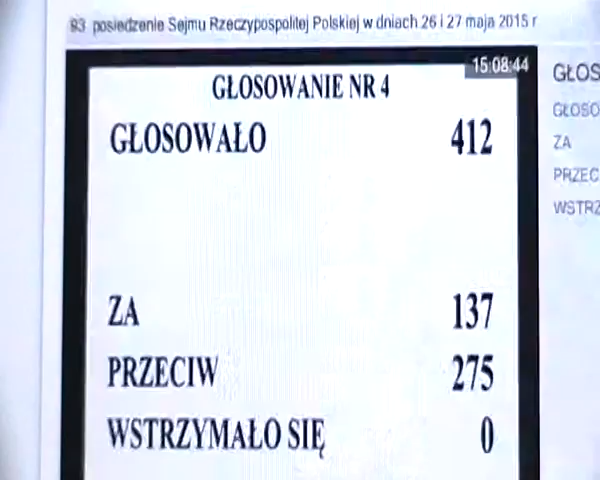 93 posiedzenie Sejmu Rzeczypospolitej Polskiej w dniach 26 i 27 maja 2015 r
15:08:44
GŁOSOWANIE NR 4
GŁOSOWAŁO 412
ZA 137
PRZECIW 275
WSTRZYMAŁO SIĘ 0
GŁOS
GŁOSO
ZA
PRZEC
WSTRZ